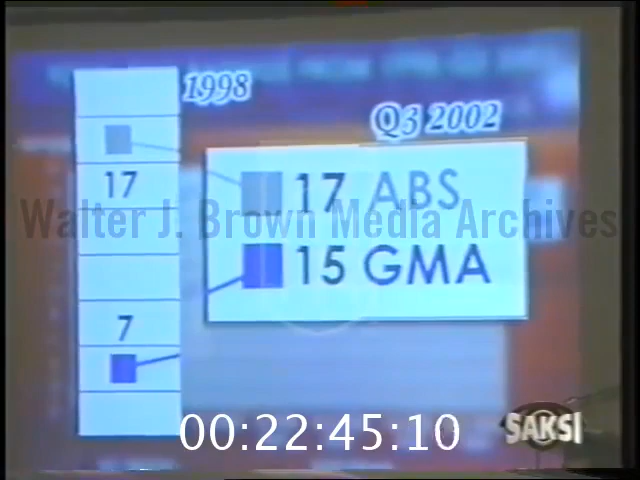 1998
Q3 2002
17
17 ABS
Walter J. Brown Media Archives
15 GMA
7
00:22:45:10
SAKSI